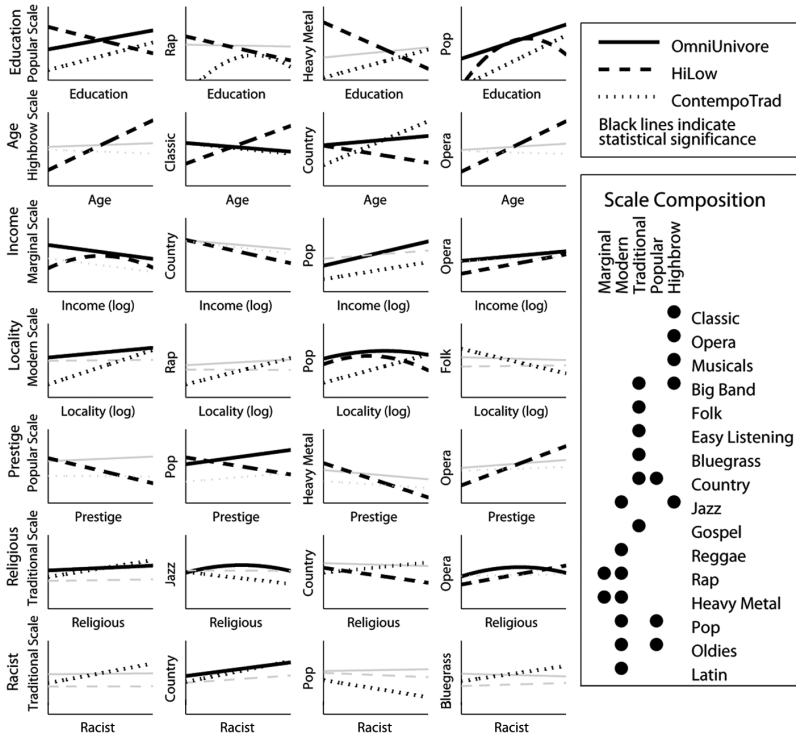 Education
Popular Scale
Rap
Heavy Metal
Pop
Education
Education
Education
Education
Age
Highbrow Scale
Classic
Country
Opera
Age
Age
Age
Age
Income
Marginal Scale
Country
Pop
Opera
Income (log)
Income (log)
Income (log)
Income (log)
Locality
Modern Scale
Rap
Pop
Folk
Locality (log)
Locality (log)
Locality (log)
Locality (log)
Prestige
Popular Scale
Pop
Heavy Metal
Opera
Prestige
Prestige
Prestige
Prestige
Religious
Traditional Scale
Jazz
Country
Opera
Religious
Religious
Religious
Religious
Racist
Traditional Scale
Country
Pop
Bluegrass
Racist
Racist
Racist
Racist
OmniUnivore
HiLow
ContempoTrad
Black lines indicate
statistical significance
Scale Composition
Marginal
Modern
Traditional
Popular
Highbrow
Classic
Opera
Musicals
Big Band
Folk
Easy Listening
Bluegrass
Country
Jazz
Gospel
Reggae
Rap
Heavy Metal
Pop
Oldies
Latin